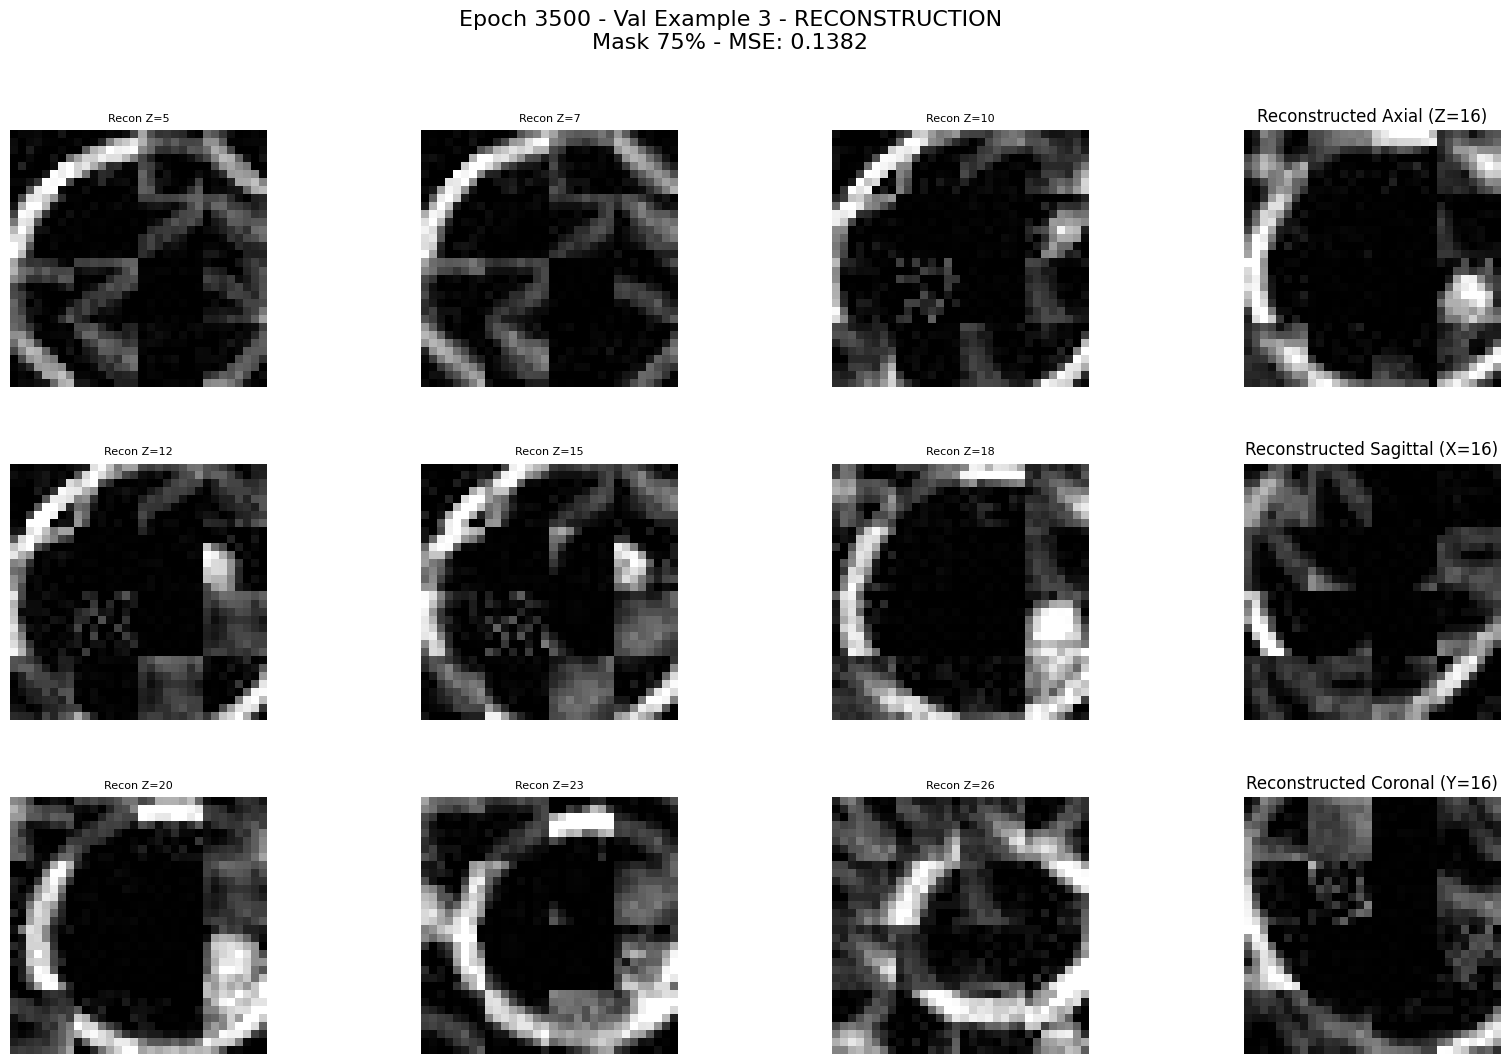 Epoch 3500 - Val Example 3 - RECONSTRUCTION
Mask 75% - MSE: 0.1382
Recon Z=5
Recon Z=7
Recon Z=10
Reconstructed Axial (Z=16)
Recon Z=12
Recon Z=15
Recon Z=18
Reconstructed Sagittal (X=16)
Recon Z=20
Recon Z=23
Recon Z=26
Reconstructed Coronal (Y=16)